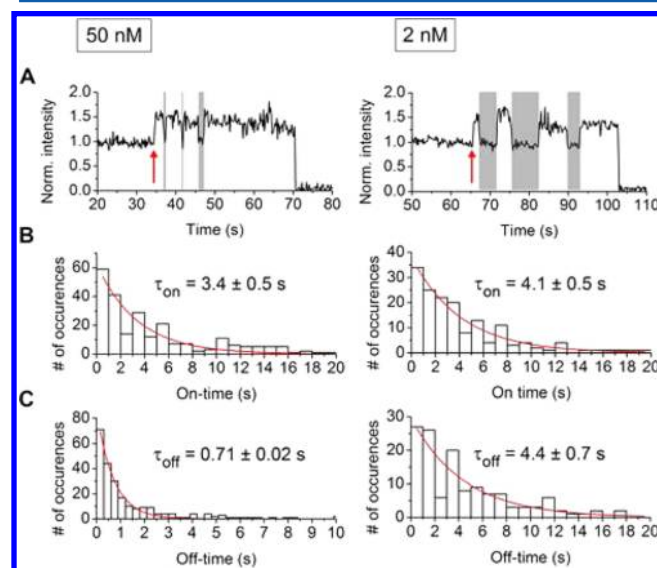 50 nM
2 nM
A
Norm. intensity
2.0
1.5
1.0
0.5
0.0
20 30 40 50 60 70 80
Time (s)
Norm. intensity
2.0
1.5
1.0
0.5
0.0
50 60 70 80 90 100 110
Time (s)
B
# of occurences
60
40
20
0
τon = 3.4 ± 0.5 s
0 2 4 6 8 10 12 14 16 18 20
On-time (s)
# of occurences
40
30
20
10
0
τon = 4.1 ± 0.5 s
0 2 4 6 8 10 12 14 16 18 20
On time (s)
C
# of occurences
80
60
40
20
0
τoff = 0.71 ± 0.02 s
0 1 2 3 4 5 6 7 8 9 10
Off-time (s)
# of occurences
30
20
10
0
τoff = 4.4 ± 0.7 s
0 2 4 6 8 10 12 14 16 18 20
Off-time (s)